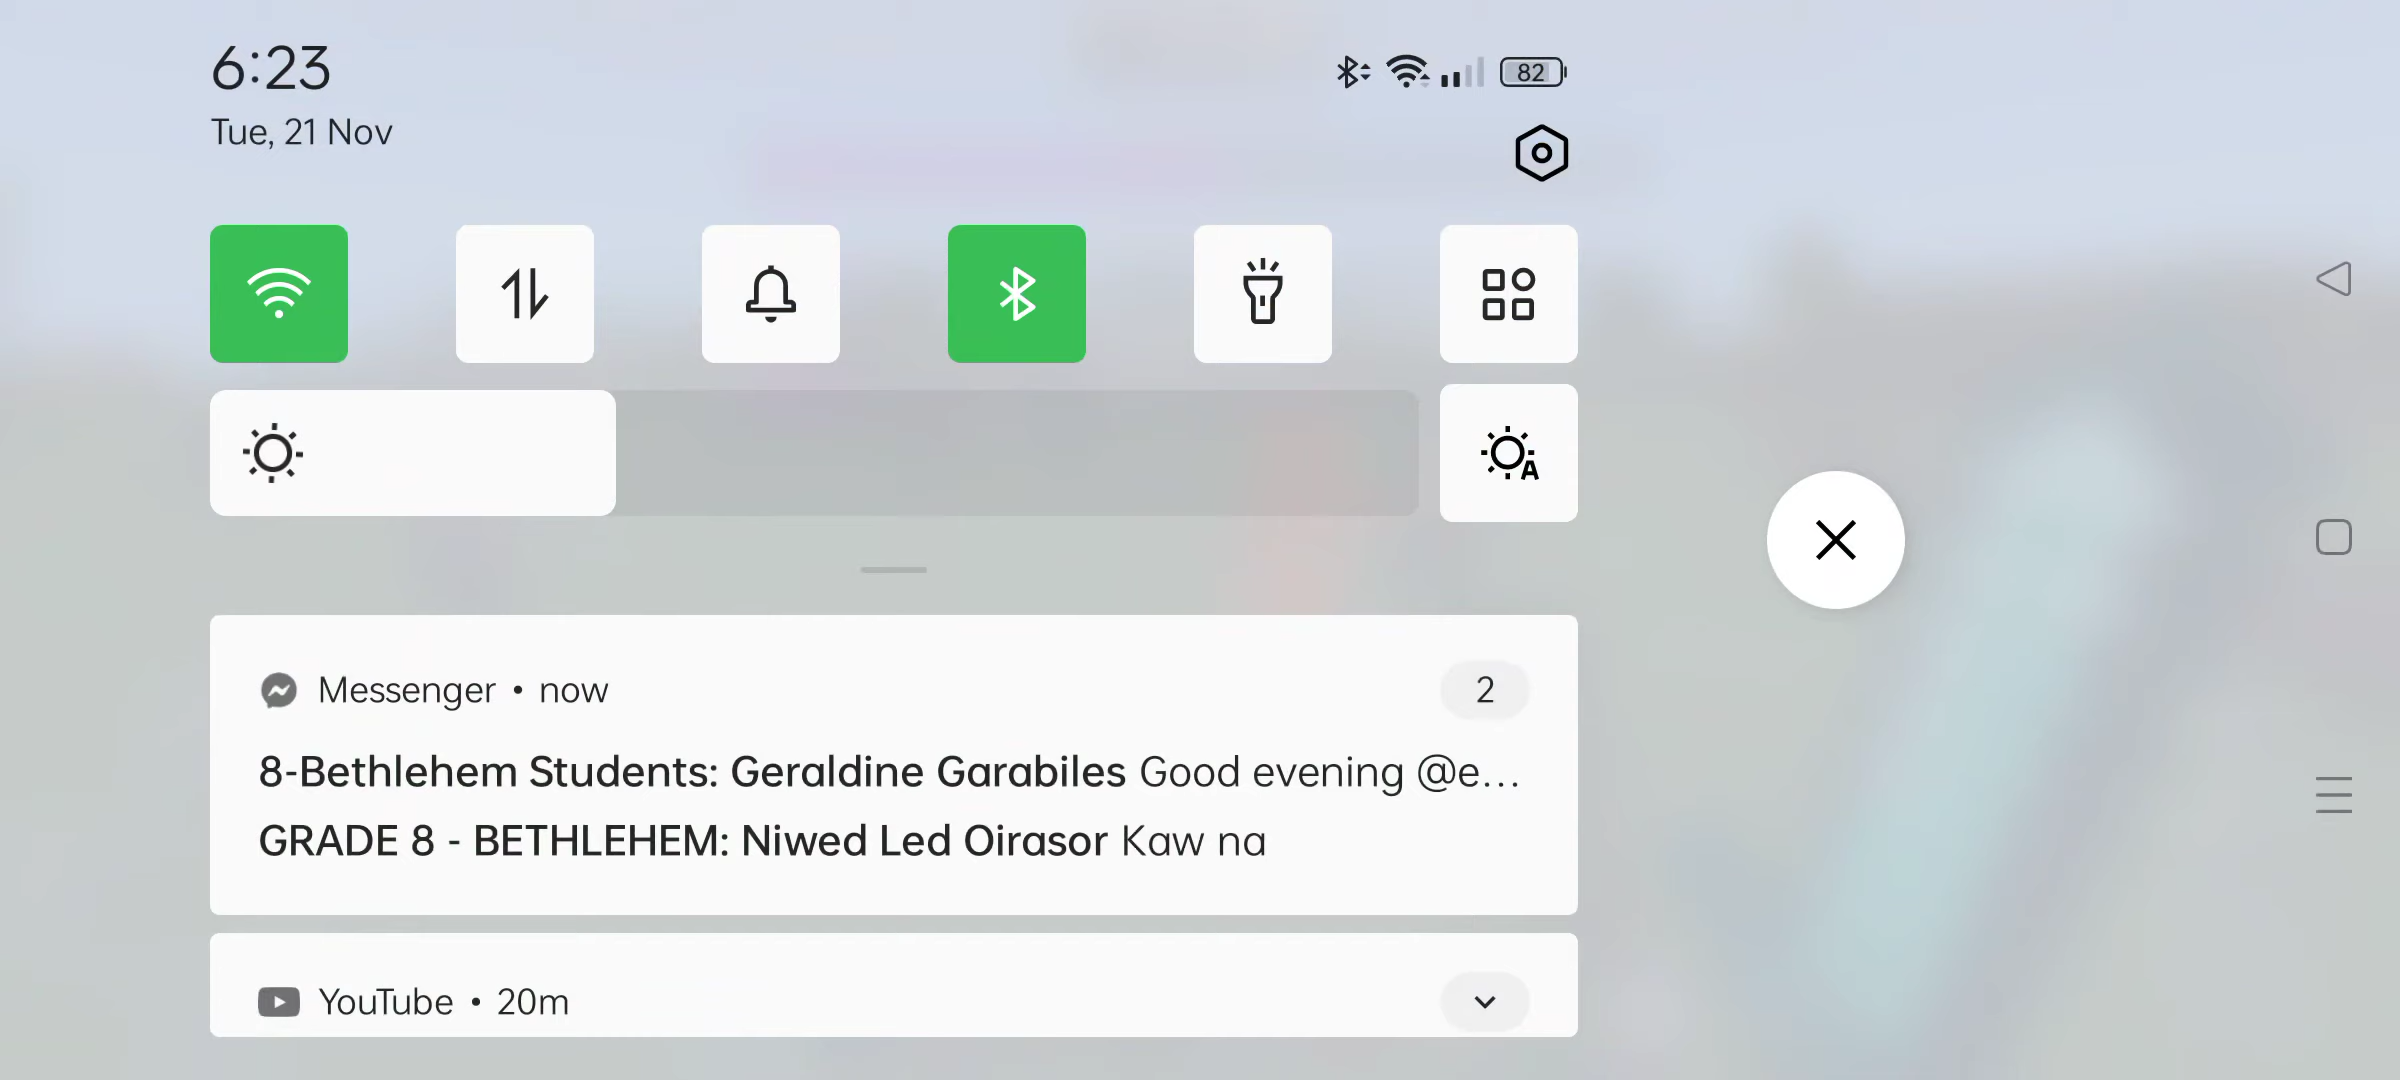 6:23
82
Tue, 21 Nov
A
Messenger • now
2
8-Bethlehem Students: Geraldine Garabiles Good evening @e...
GRADE 8 - BETHLEHEM: Niwed Led Oirasor Kaw na
YouTube • 20m